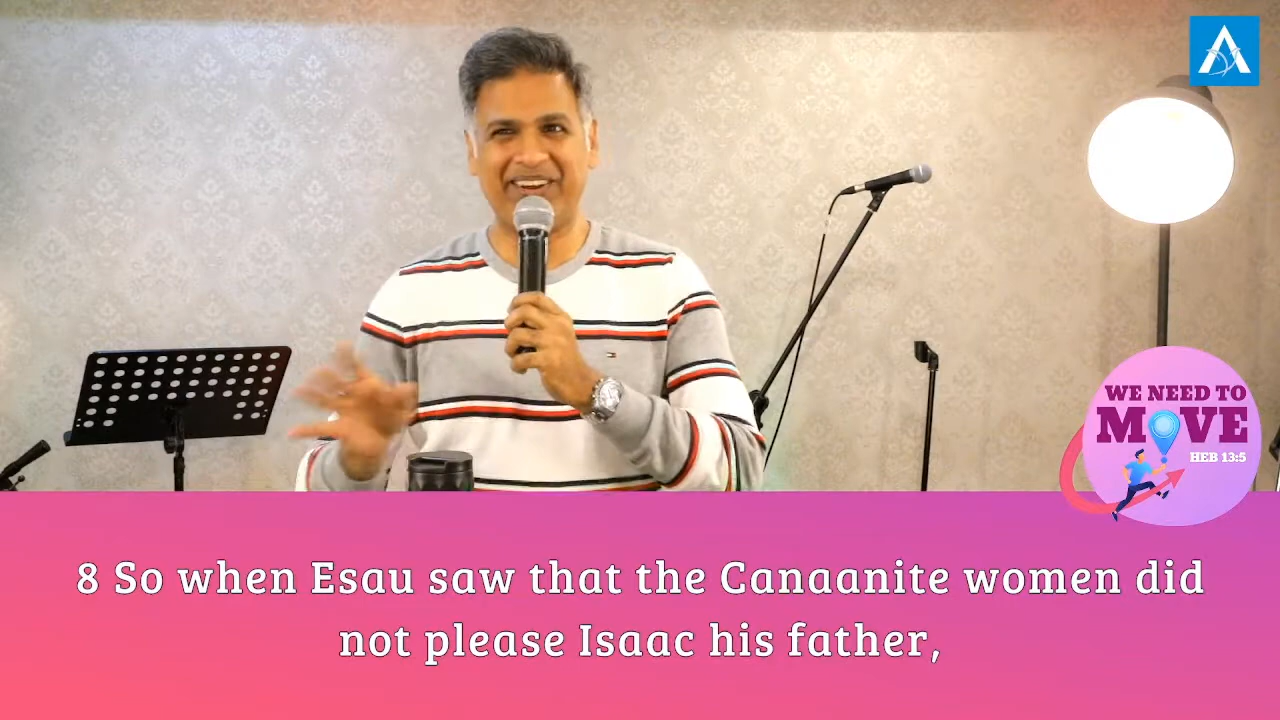 WE NEED TO
MOVE
HEB 13:5
8 So when Esau saw that the Canaanite women did
not please Isaac his father,